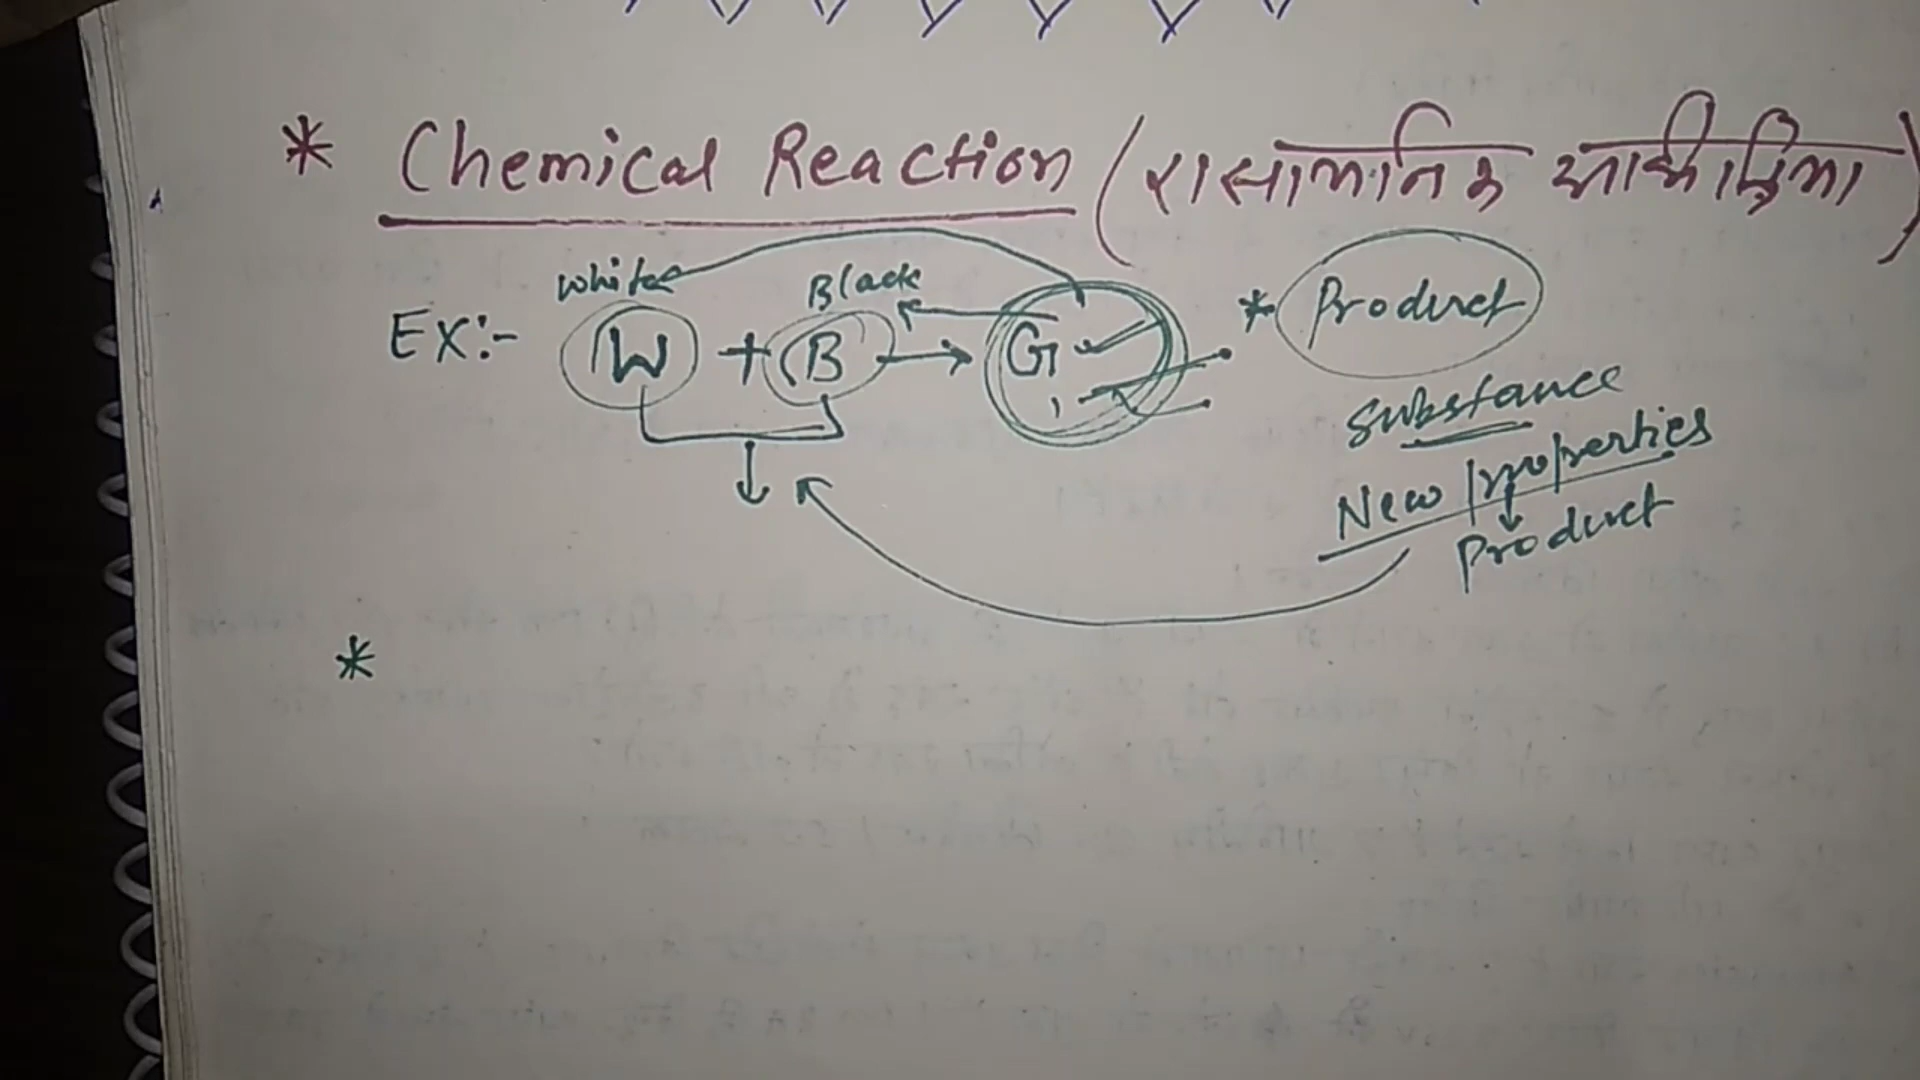 * Chemical Reaction (रासायनिक अभिक्रिया)
White Black
Ex:- W + B → G
* Product
substance
New properties
↓
Product
*